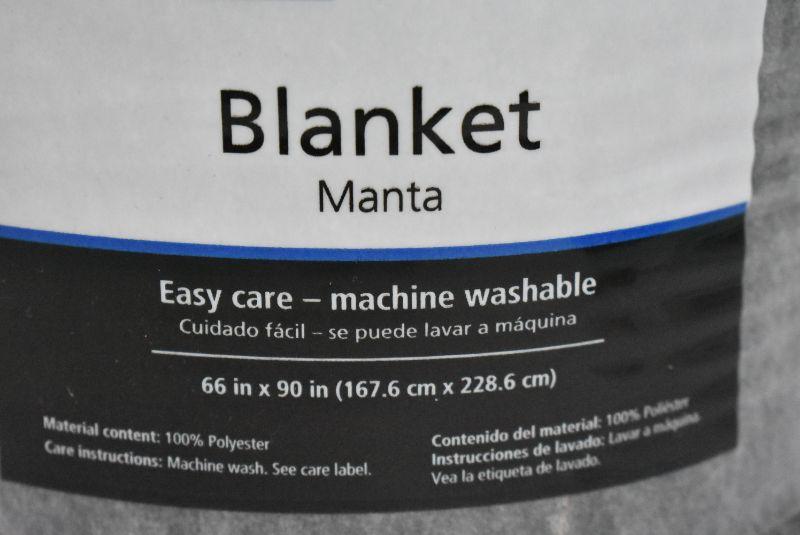 Blanket
Manta
Easy care – machine washable
Cuidado fácil – se puede lavar a máquina
66 in x 90 in (167.6 cm x 228.6 cm)
Material content: 100% Polyester
Care instructions: Machine wash. See care label.
Contenido del material: 100% Poliéster
Instrucciones de lavado: Lavar a máquina.
Vea la etiqueta de lavado.